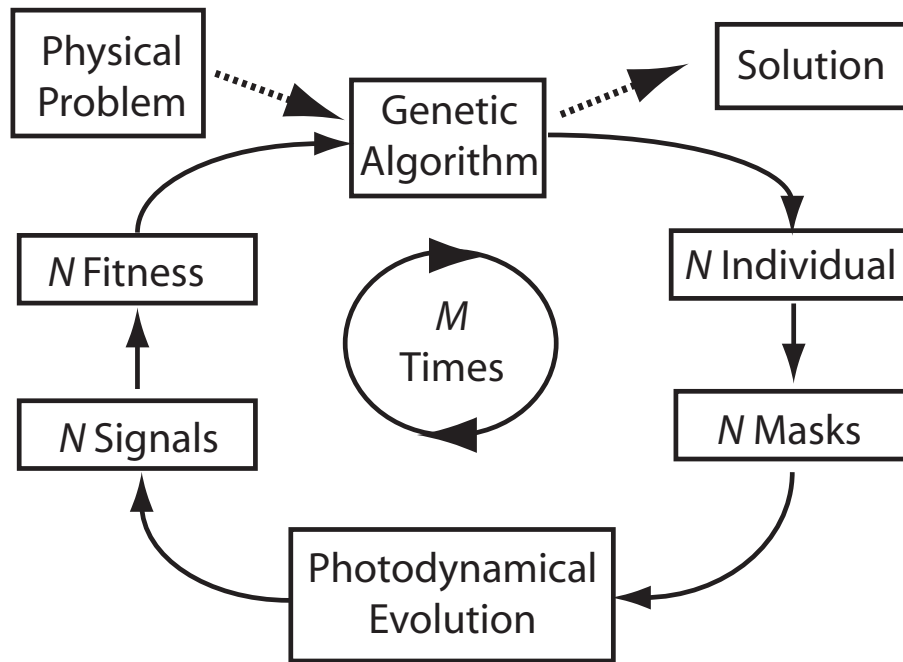 Physical
Problem
Genetic
Algorithm
Solution
N Fitness
N Individual
M
Times
N Signals
N Masks
Photodynamical
Evolution